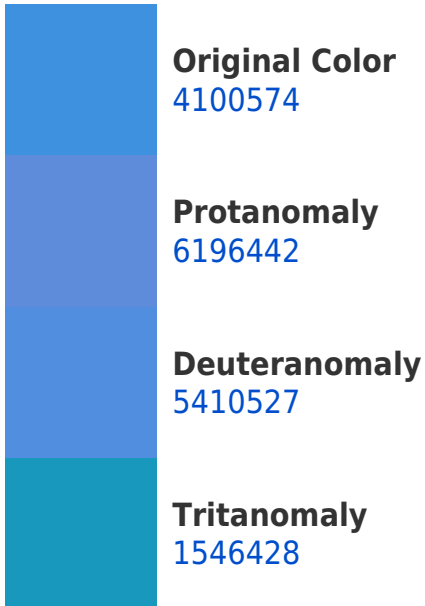 Original Color
4100574
Protanomaly
6196442
Deuteranomaly
5410527
Tritanomaly
1546428